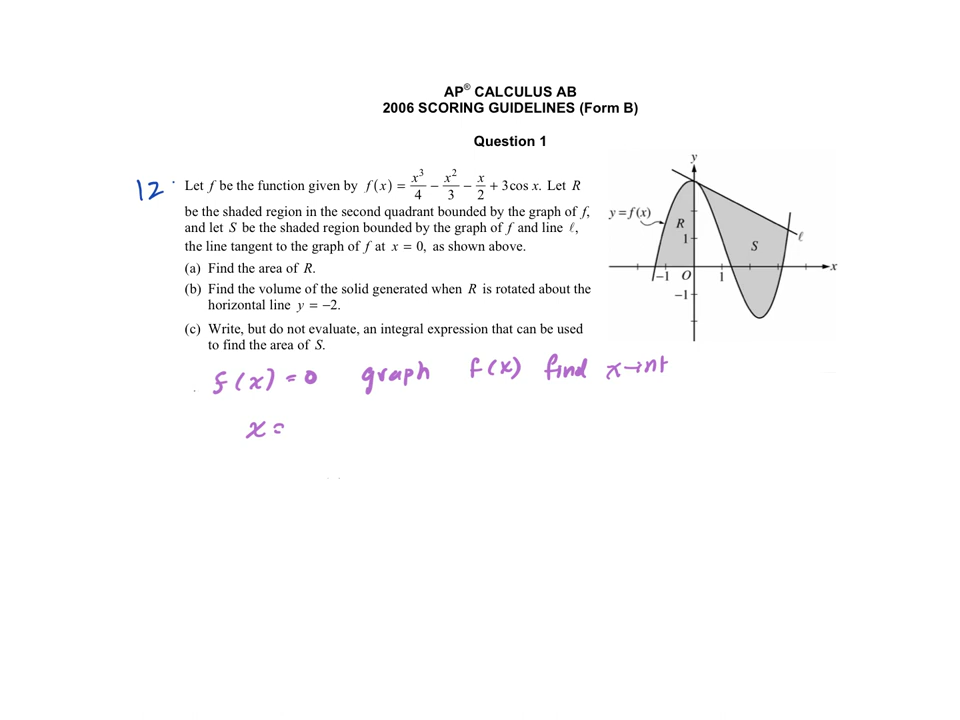 AP® CALCULUS AB
2006 SCORING GUIDELINES (Form B)
Question 1
12.
Let f be the function given by f(x) = x³/4 − x²/3 − x/2 + 3cos x. Let R
be the shaded region in the second quadrant bounded by the graph of f,
and let S be the shaded region bounded by the graph of f and line ℓ,
the line tangent to the graph of f at x = 0, as shown above.
(a) Find the area of R.
(b) Find the volume of the solid generated when R is rotated about the
horizontal line y = −2.
(c) Write, but do not evaluate, an integral expression that can be used
to find the area of S.
y
y = f(x)
R
1
S
ℓ
−1 O 1 x
−1
f(x) = 0 graph f(x) find x-int
x =